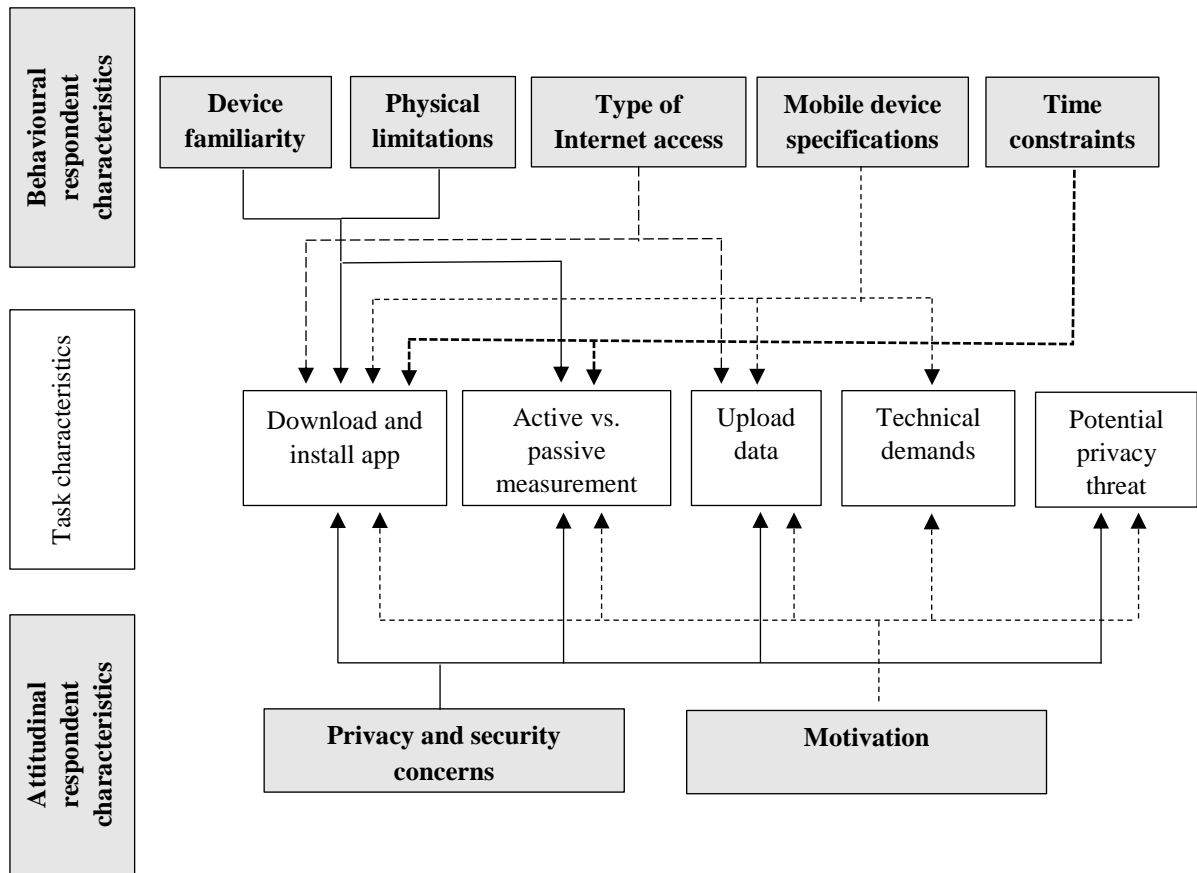 Behavioural
respondent
characteristics
Device
familiarity
Physical
limitations
Type of
Internet access
Mobile device
specifications
Time
constraints
Task characteristics
Download and
install app
Active vs.
passive
measurement
Upload
data
Technical
demands
Potential
privacy
threat
Attitudinal
respondent
characteristics
Privacy and security
concerns
Motivation